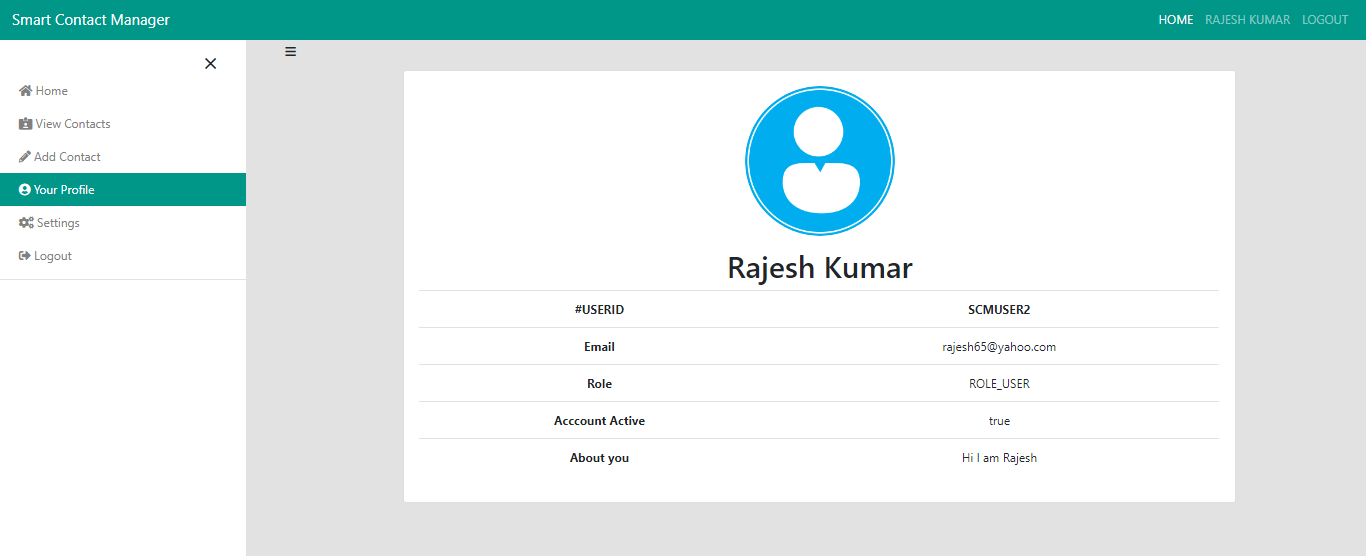 Smart Contact Manager
HOME RAJESH KUMAR LOGOUT
Home
View Contacts
Add Contact
Your Profile
Settings
Logout
Rajesh Kumar
#USERID SCMUSER2
Email rajesh65@yahoo.com
Role ROLE_USER
Acccount Active true
About you Hi I am Rajesh